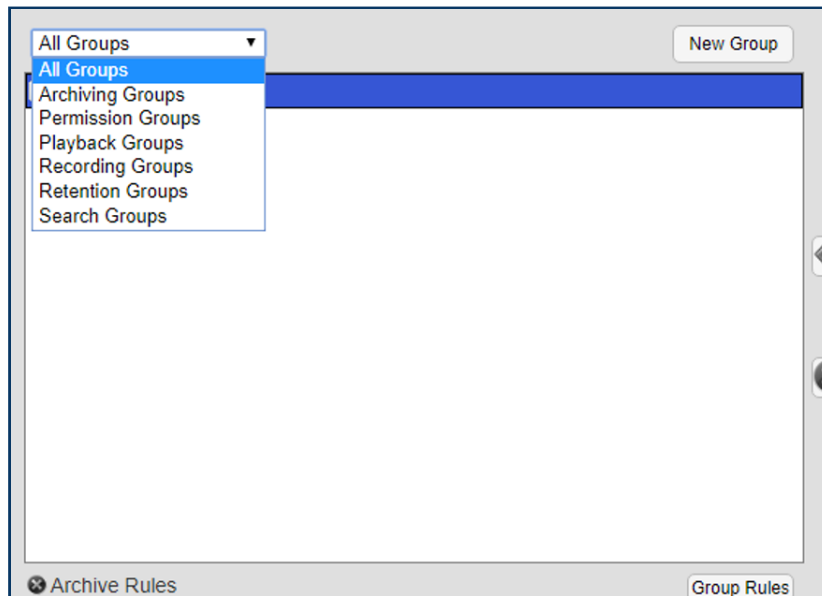 All Groups
New Group
All Groups
Archiving Groups
Permission Groups
Playback Groups
Recording Groups
Retention Groups
Search Groups
Archive Rules
Group Rules